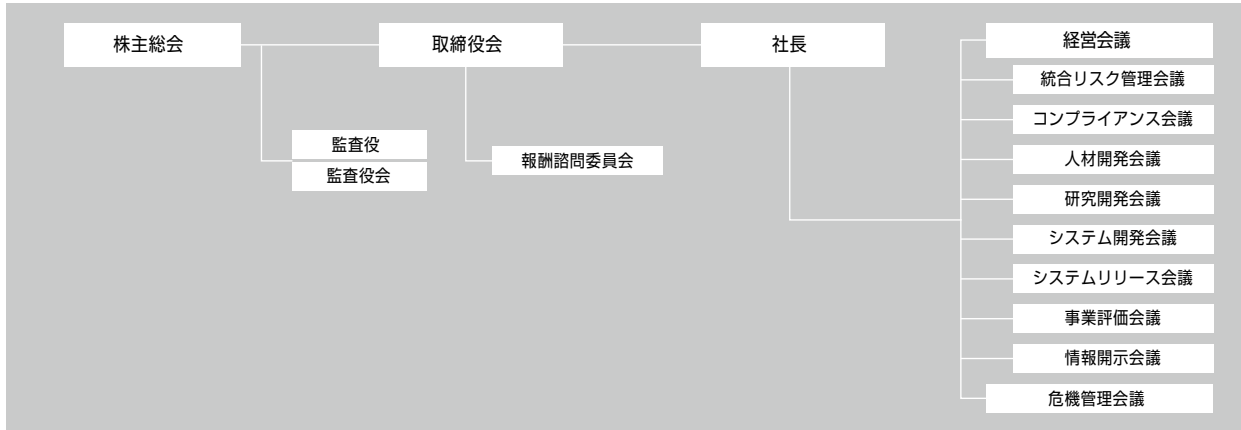 株主総会
取締役会
社長
監査役
監査役会
報酬諮問委員会
経営会議
統合リスク管理会議
コンプライアンス会議
人材開発会議
研究開発会議
システム開発会議
システムリリース会議
事業評価会議
情報開示会議
危機管理会議